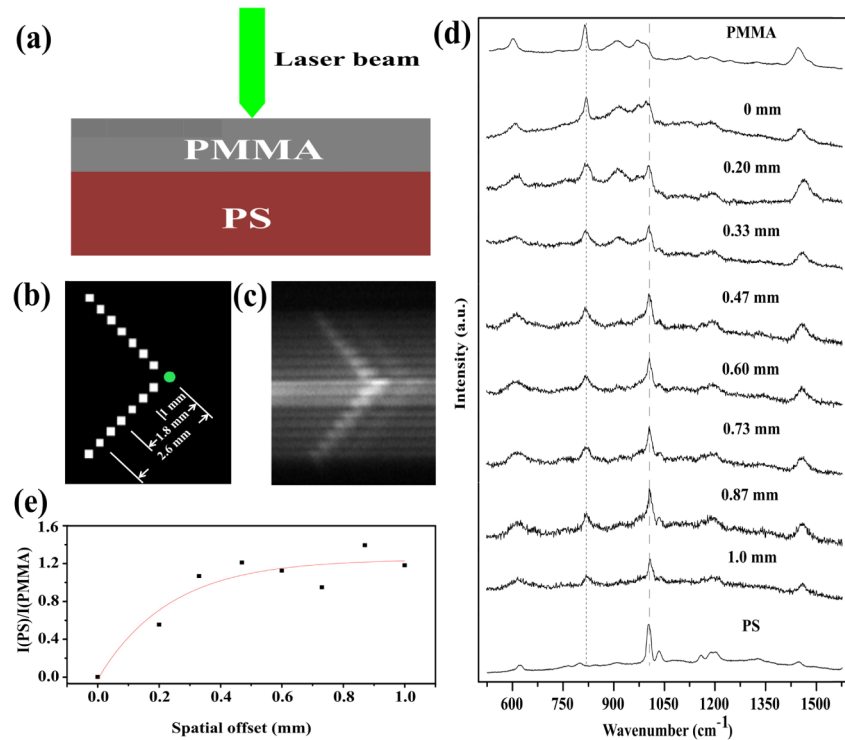 (a)
Laser beam
PMMA
PS
(b)
1 mm
1.8 mm
2.6 mm
(c)
(d)
PMMA
0 mm
0.20 mm
0.33 mm
0.47 mm
0.60 mm
0.73 mm
0.87 mm
1.0 mm
PS
Intensity (a.u.)
600 750 900 1050 1200 1350 1500
Wavenumber (cm-1)
(e)
1.6
1.2
0.8
0.4
0.0
I(PS)/I(PMMA)
0.0 0.2 0.4 0.6 0.8 1.0
Spatial offset (mm)